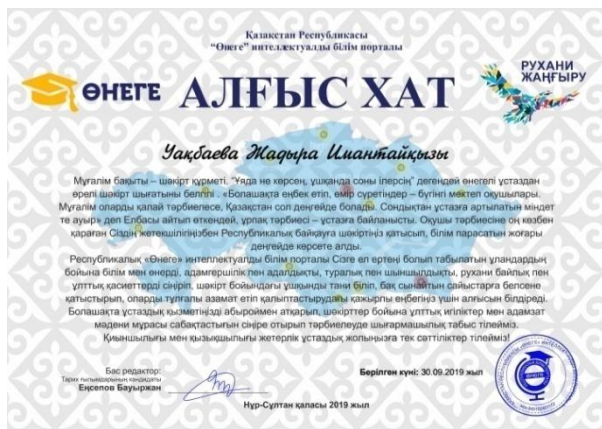 Қазақстан Республикасы
“Өнеге” интеллектуалды білім порталы
ӨНЕГЕ
АЛҒЫС ХАТ
РУХАНИ
ЖАҢҒЫРУ
Уақбаева Жадыра Имантайқызы
Мұғалім бақыты – шәкірт құрметі. "Ұяда не көрсең, ұшқанда соны ілерсің" дегендей өнегелі ұстаздан
өрелі шәкірт шығатыны белгілі . «Болашақта еңбек етіп, өмір сүретіндер – бүгінгі мектеп оқушылары.
Мұғалім оларды қалай тәрбиелесе, Қазақстан сол деңгейде болады. Сондықтан ұстазға артылатын міндет
те ауыр» деп Елбасы айтып өткендей, ұрпақ тәрбиесі – ұстазға байланысты. Оқушы тәрбиесіне оң көзбен
қараған Сіздің жетекшілігіңізбен Республикалық байқауға шәкіртіңіз қатысып, білім парасатын жоғары
деңгейде көрсете алды.
Республикалық «Өнеге» интеллектуалды білім порталы Сізге ел ертеңі болып табылатын ұландардың
бойына білім мен өнерді, адамгершілік пен адалдықты, туралық пен шыншылдықты, рухани байлық пен
ұлттық қасиеттерді сіңіріп, шәкірт бойындағы ұшқынды тани біліп, бақ сынайтын сайыстарға белсене
қатыстырып, оларды тұлғалы азамат етіп қалыптастырудағы қажырлы еңбегіңіз үшін алғысын білдіреді.
Болашақта ұстаздық қызметіңізді абыроймен атқарып, шәкірттер бойына ұлттық игіліктер мен адамзат
мәдени мұрасы сабақтастығын сіңіре отырып тәрбиелеуде шығармашылық табыс тілейміз.
Қиыншылығы мен қызықшылығы жетерлік ұстаздық жолыңызға тек сәттіліктер тілейміз!
Бас редактор:
Тарих ғылымдарының кандидаты
Еңсепов Бауыржан
Берілген күні: 30.09.2019 жыл
Нұр-Сұлтан қаласы 2019 жыл